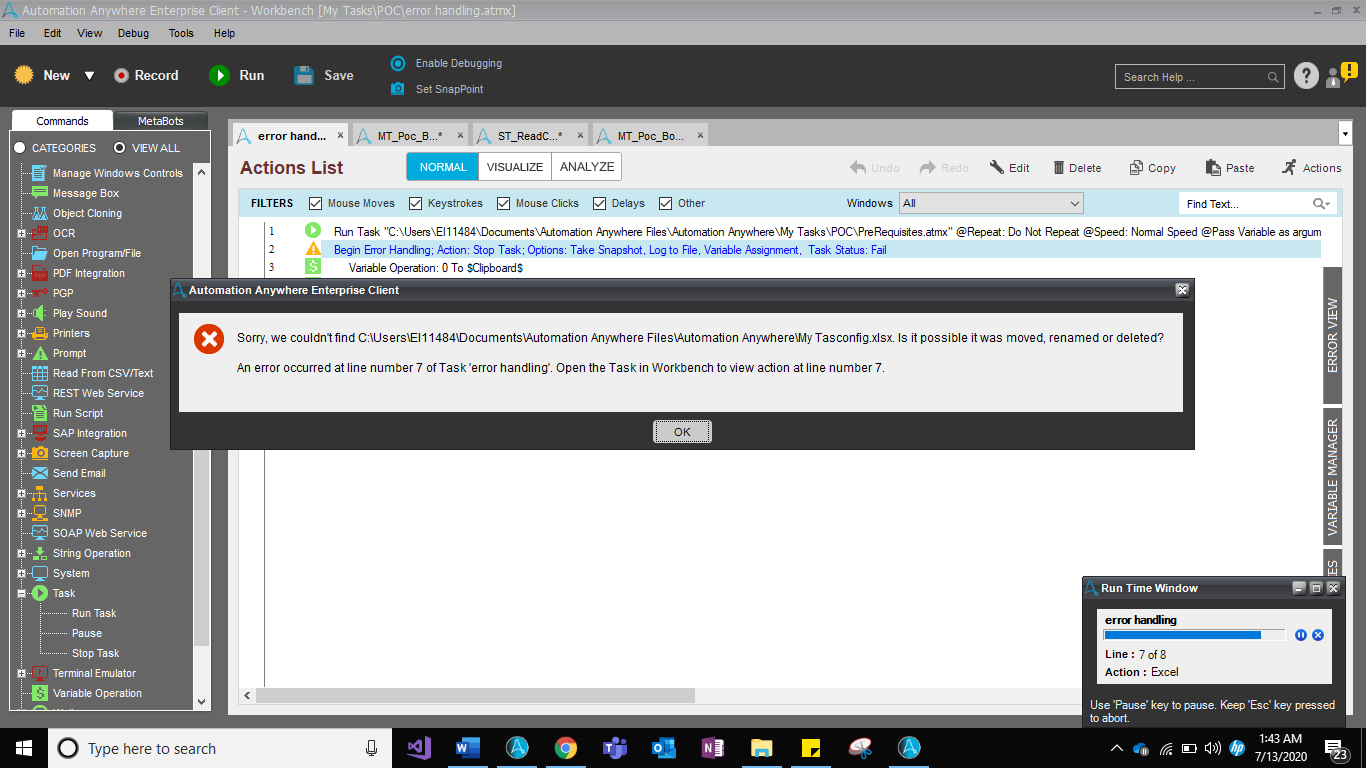 Automation Anywhere Enterprise Client - Workbench [My Tasks\POC\error handling.atmx]
File Edit View Debug Tools Help
New Record Run Save
Enable Debugging
Set SnapPoint
Search Help ...
Commands MetaBots
CATEGORIES VIEW ALL
Manage Windows Controls
Message Box
Object Cloning
OCR
Open Program/File
PDF Integration
PGP
Play Sound
Printers
Prompt
Read From CSV/Text
REST Web Service
Run Script
SAP Integration
Screen Capture
Send Email
Services
SNMP
SOAP Web Service
String Operation
System
Task
Run Task
Pause
Stop Task
Terminal Emulator
Variable Operation
error hand... MT_Poc_B...* ST_ReadC...* MT_Poc_Bo...
Actions List NORMAL VISUALIZE ANALYZE Undo Redo Edit Delete Copy Paste Actions
FILTERS Mouse Moves Keystrokes Mouse Clicks Delays Other Windows All Find Text...
1 Run Task "C:\Users\EI11484\Documents\Automation Anywhere Files\Automation Anywhere\My Tasks\POC\PreRequisites.atmx" @Repeat: Do Not Repeat @Speed: Normal Speed @Pass Variable as argum
2 Begin Error Handling; Action: Stop Task; Options: Take Snapshot, Log to File, Variable Assignment, Task Status: Fail
3 Variable Operation: 0 To $Clipboard$
Automation Anywhere Enterprise Client
Sorry, we couldn't find C:\Users\EI11484\Documents\Automation Anywhere Files\Automation Anywhere\My Tasconfig.xlsx. Is it possible it was moved, renamed or deleted?
An error occurred at line number 7 of Task 'error handling'. Open the Task in Workbench to view action at line number 7.
OK
ERROR VIEW
VARIABLE MANAGER
Run Time Window
error handling
Line : 7 of 8
Action : Excel
Use 'Pause' key to pause. Keep 'Esc' key pressed
to abort.
Type here to search
1:43 AM
7/13/2020
23